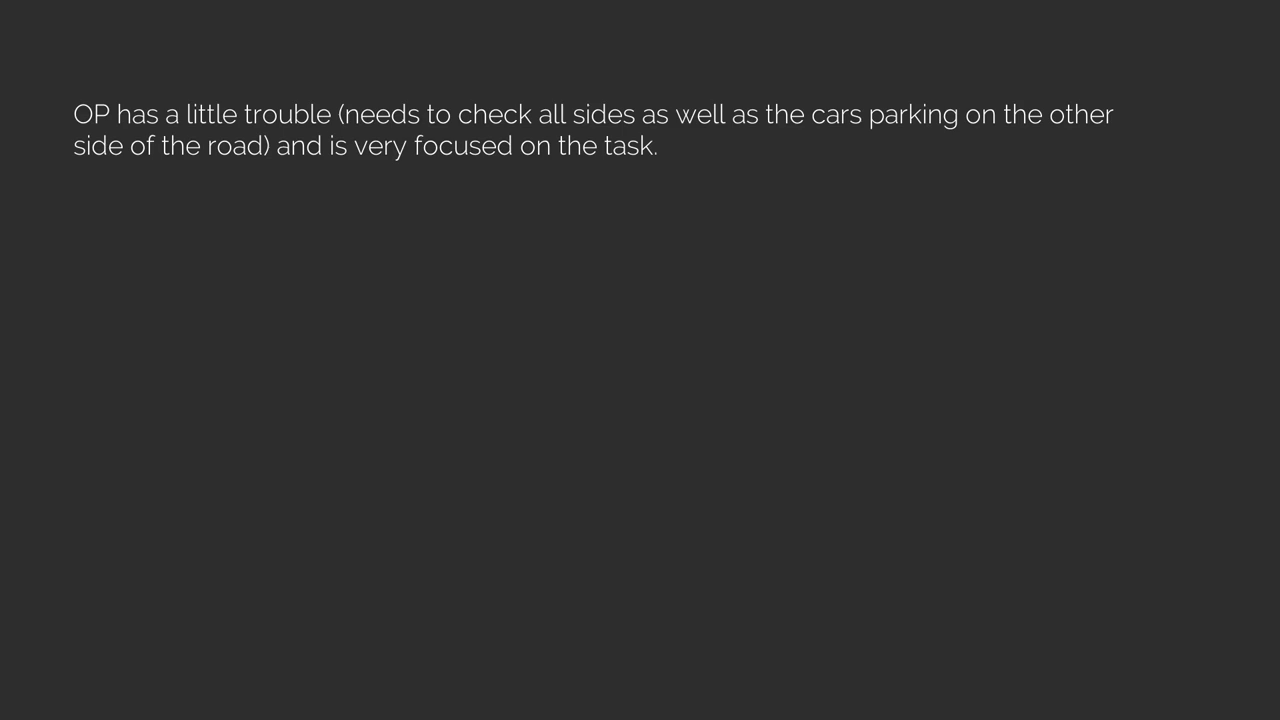 OP has a little trouble (needs to check all sides as well as the cars parking on the other
side of the road) and is very focused on the task.